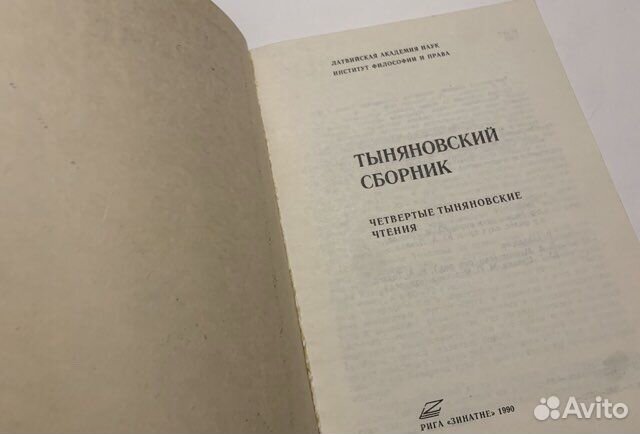 ЛАТВИЙСКАЯ АКАДЕМИЯ НАУК
ИНСТИТУТ ФИЛОСОФИИ И ПРАВА
ТЫНЯНОВСКИЙ
СБОРНИК
ЧЕТВЕРТЫЕ ТЫНЯНОВСКИЕ
ЧТЕНИЯ
РИГА «ЗИНАТНЕ» 1990
Avito